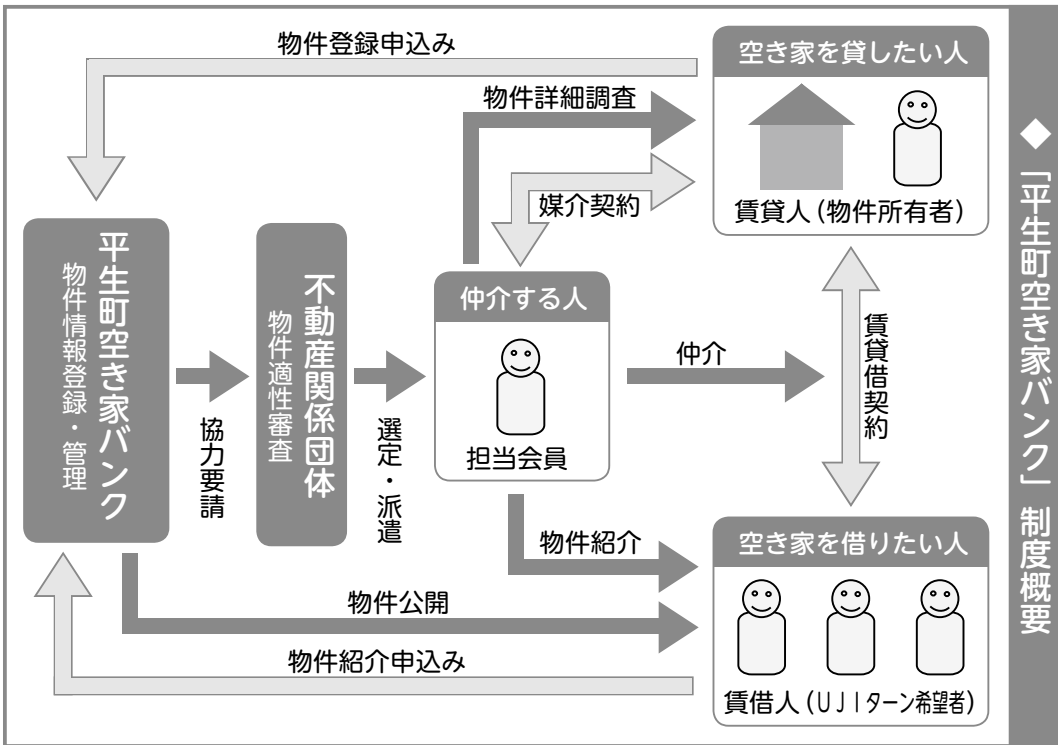 ◆「平生町空き家バンク」制度概要
物件登録申込み
空き家を貸したい人
物件詳細調査
媒介契約
賃貸人(物件所有者)
平生町空き家バンク
物件情報登録・管理
協力要請
不動産関係団体
物件適性審査
選定・派遣
仲介する人
担当会員
仲介
賃貸借契約
物件紹介
空き家を借りたい人
物件公開
物件紹介申込み
賃借人(UJIターン希望者)